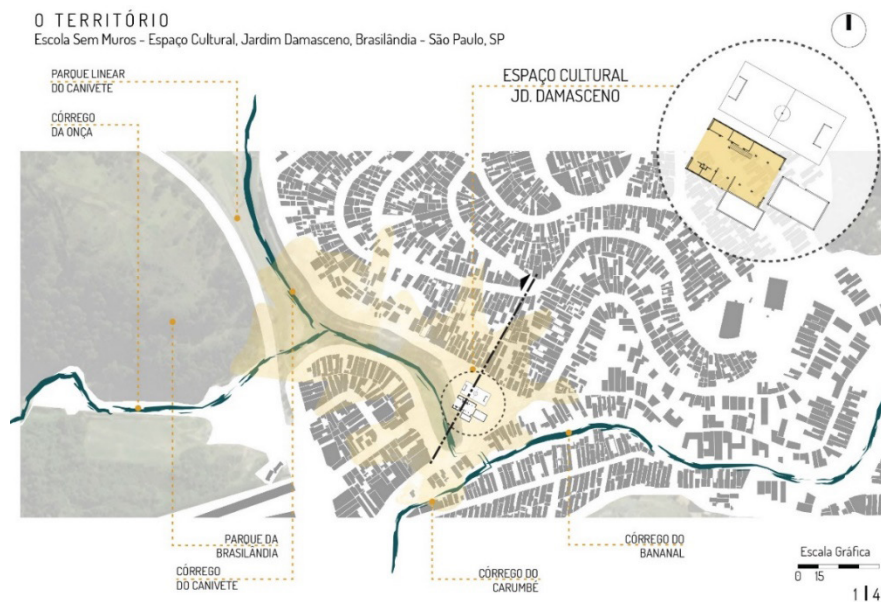 O TERRITÓRIO
Escola Sem Muros - Espaço Cultural, Jardim Damasceno, Brasilândia - São Paulo, SP
PARQUE LINEAR
DO CANIVETE
CÓRREGO
DA ONÇA
ESPAÇO CULTURAL
JD. DAMASCENO
PARQUE DA
BRASILÂNDIA
CÓRREGO
DO CANIVETE
CÓRREGO DO
CARUMBÉ
CÓRREGO DO
BANANAL
Escala Gráfica
0 15
1 | 4